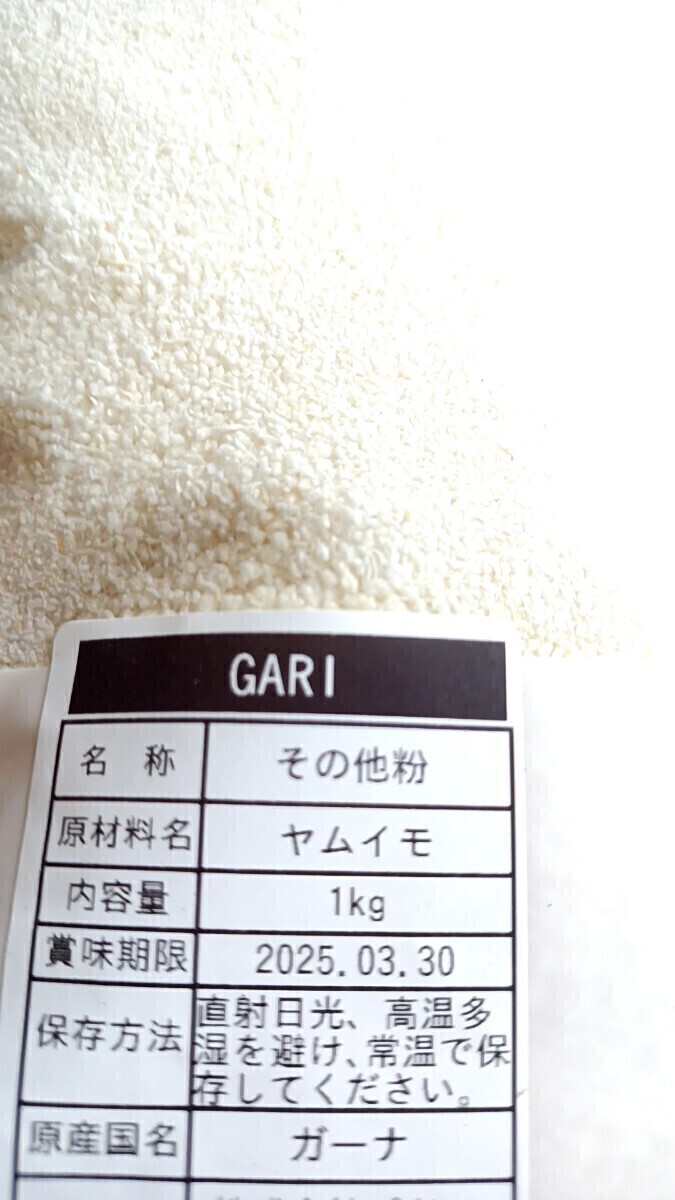 GARI
名 称 その他粉
原材料名 ヤムイモ
内容量 1kg
賞味期限 2025.03.30
保存方法 直射日光、高温多
湿を避け、常温で保
存してください。
原産国名 ガーナ